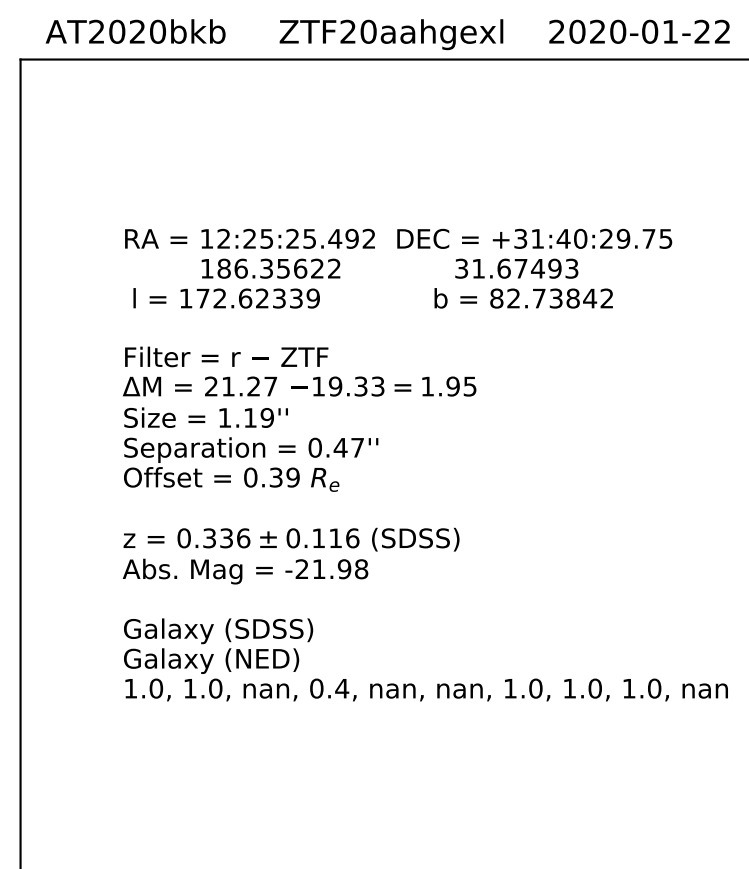 AT2020bkb ZTF20aahgexl 2020-01-22
RA = 12:25:25.492 DEC = +31:40:29.75
186.35622 31.67493
l = 172.62339 b = 82.73842
Filter = r − ZTF
ΔM = 21.27 −19.33 = 1.95
Size = 1.19''
Separation = 0.47''
Offset = 0.39 Rₑ
z = 0.336 ± 0.116 (SDSS)
Abs. Mag = -21.98
Galaxy (SDSS)
Galaxy (NED)
1.0, 1.0, nan, 0.4, nan, nan, 1.0, 1.0, 1.0, nan